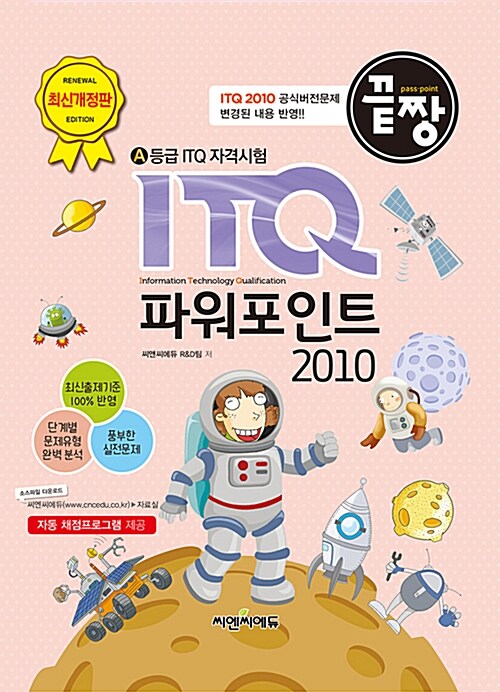 RENEWAL
최신개정판
EDITION
ITQ 2010 공식버전문제
변경된 내용 반영!!
pass·point
끝짱
A등급 ITQ 자격시험
ITQ
Information Technology Qualification
파워포인트
2010
씨앤씨에듀 R&D팀 저
최신출제기준
100% 반영
단계별
문제유형
완벽 분석
풍부한
실전문제
소스파일 다운로드
씨앤씨에듀(www.cncedu.co.kr)▶자료실
자동 채점프로그램 제공
씨엔씨에듀